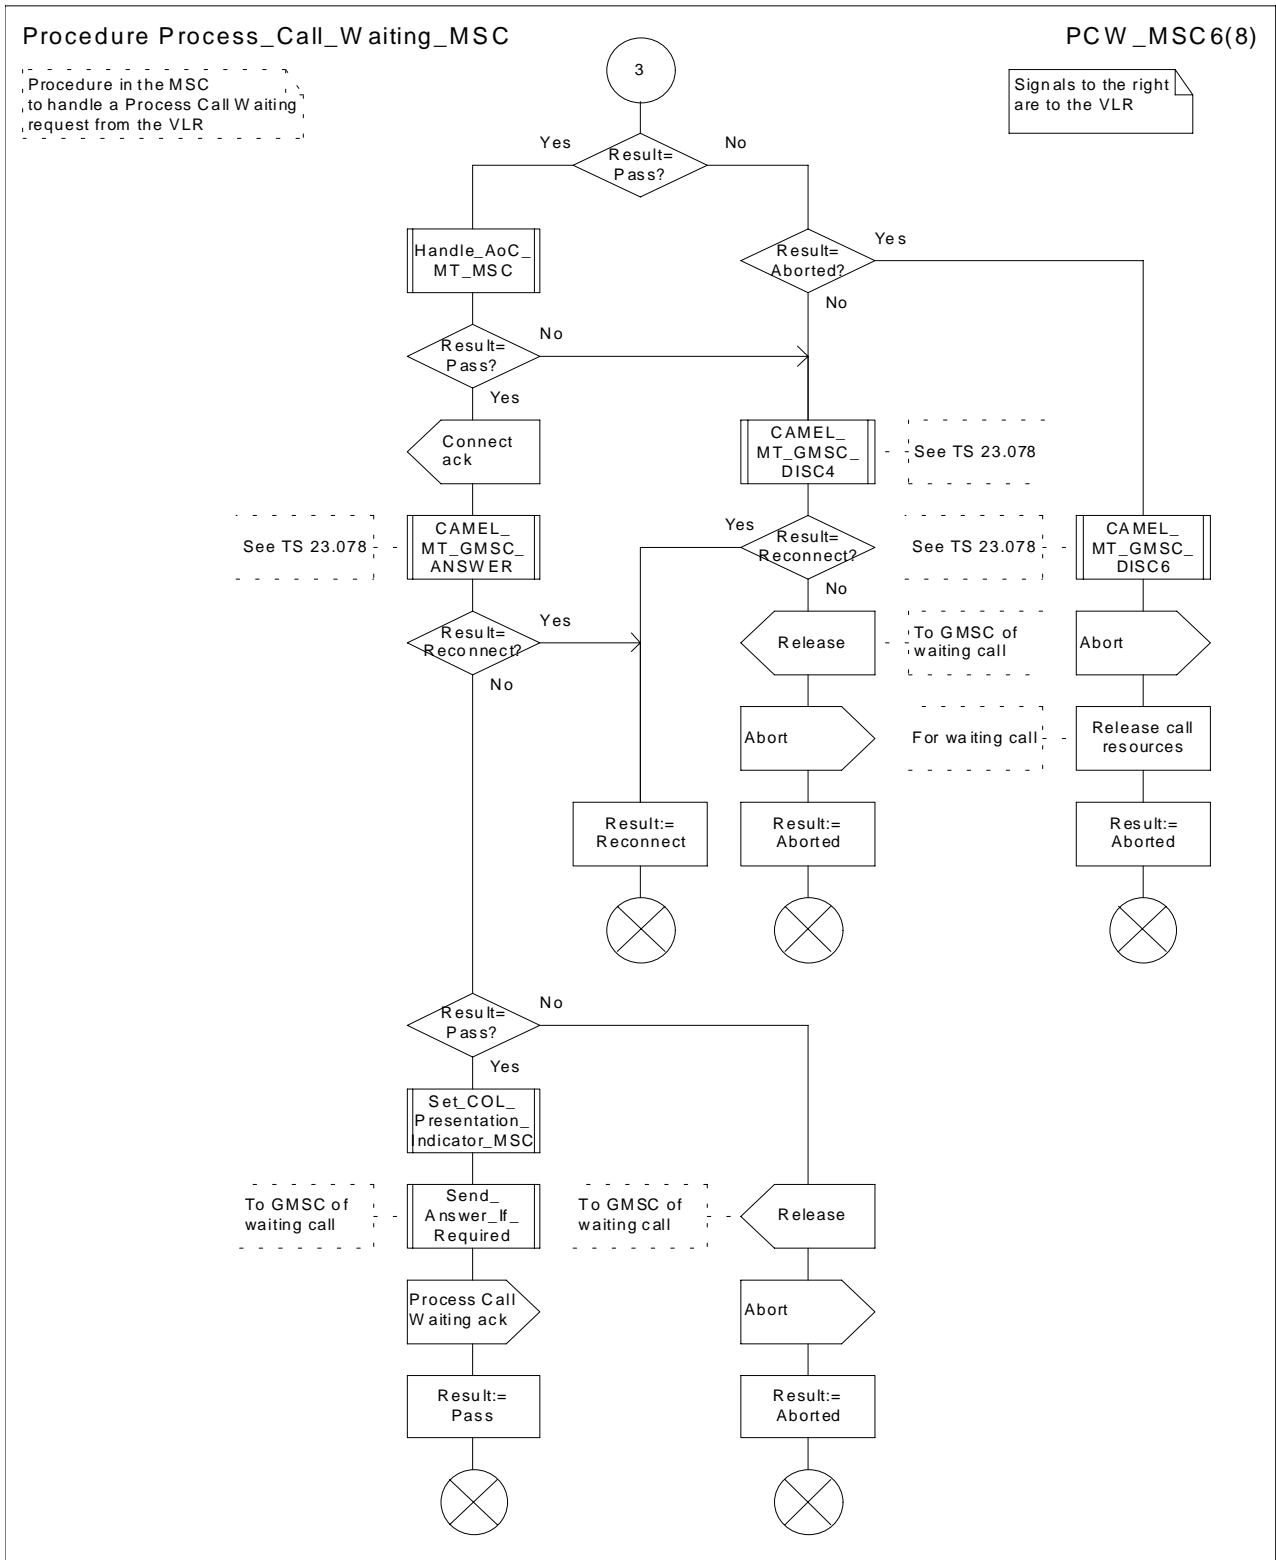 Procedure Process_Call_Waiting_MSC
PCW_MSC6(8)
Procedure in the MSC
to handle a Process Call Waiting
request from the VLR
3
Signals to the right
are to the VLR
Yes
Result=
Pass?
No
Handle_AoC_
MT_MSC
Result=
Aborted?
Yes
No
Result=
Pass?
No
Yes
Connect
ack
CAMEL_
MT_GMSC_
DISC4
See TS 23.078
See TS 23.078
CAMEL_
MT_GMSC_
ANSWER
Yes
Result=
Reconnect?
No
See TS 23.078
CAMEL_
MT_GMSC_
DISC6
Result=
Reconnect?
Yes
No
Release
To GMSC of
waiting call
Abort
Abort
For waiting call
Release call
resources
Result:=
Reconnect
Result:=
Aborted
Result:=
Aborted
Result=
Pass?
No
Yes
Set_COL_
Presentation_
Indicator_MSC
To GMSC of
waiting call
Send_
Answer_If_
Required
To GMSC of
waiting call
Release
Process Call
Waiting ack
Abort
Result:=
Pass
Result:=
Aborted